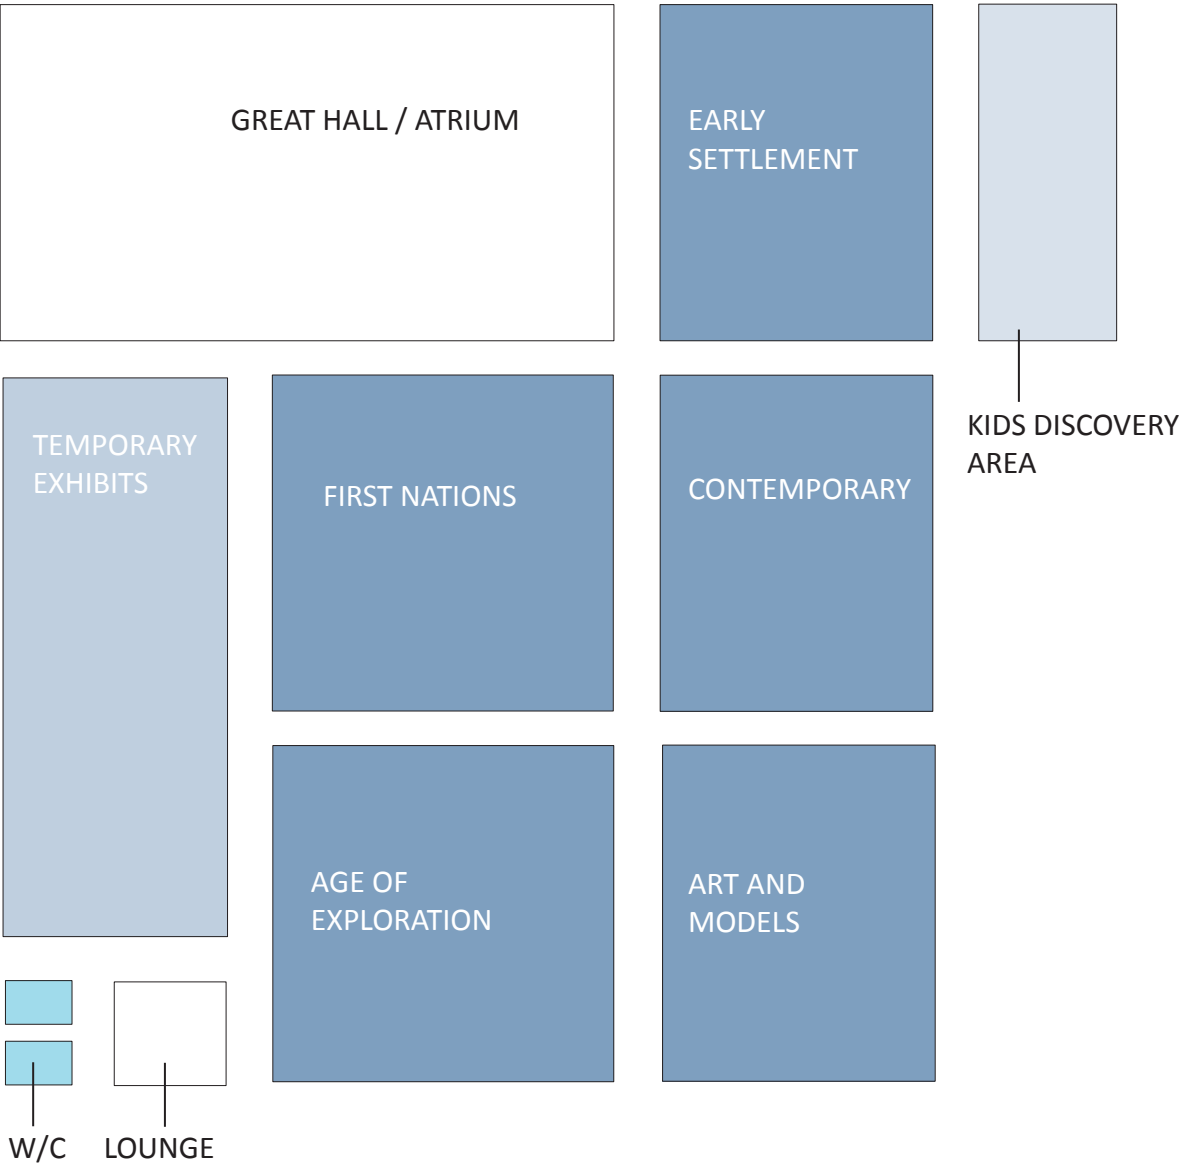 GREAT HALL / ATRIUM
EARLY
SETTLEMENT
KIDS DISCOVERY
AREA
TEMPORARY
EXHIBITS
FIRST NATIONS
CONTEMPORARY
AGE OF
EXPLORATION
ART AND
MODELS
W/C
LOUNGE